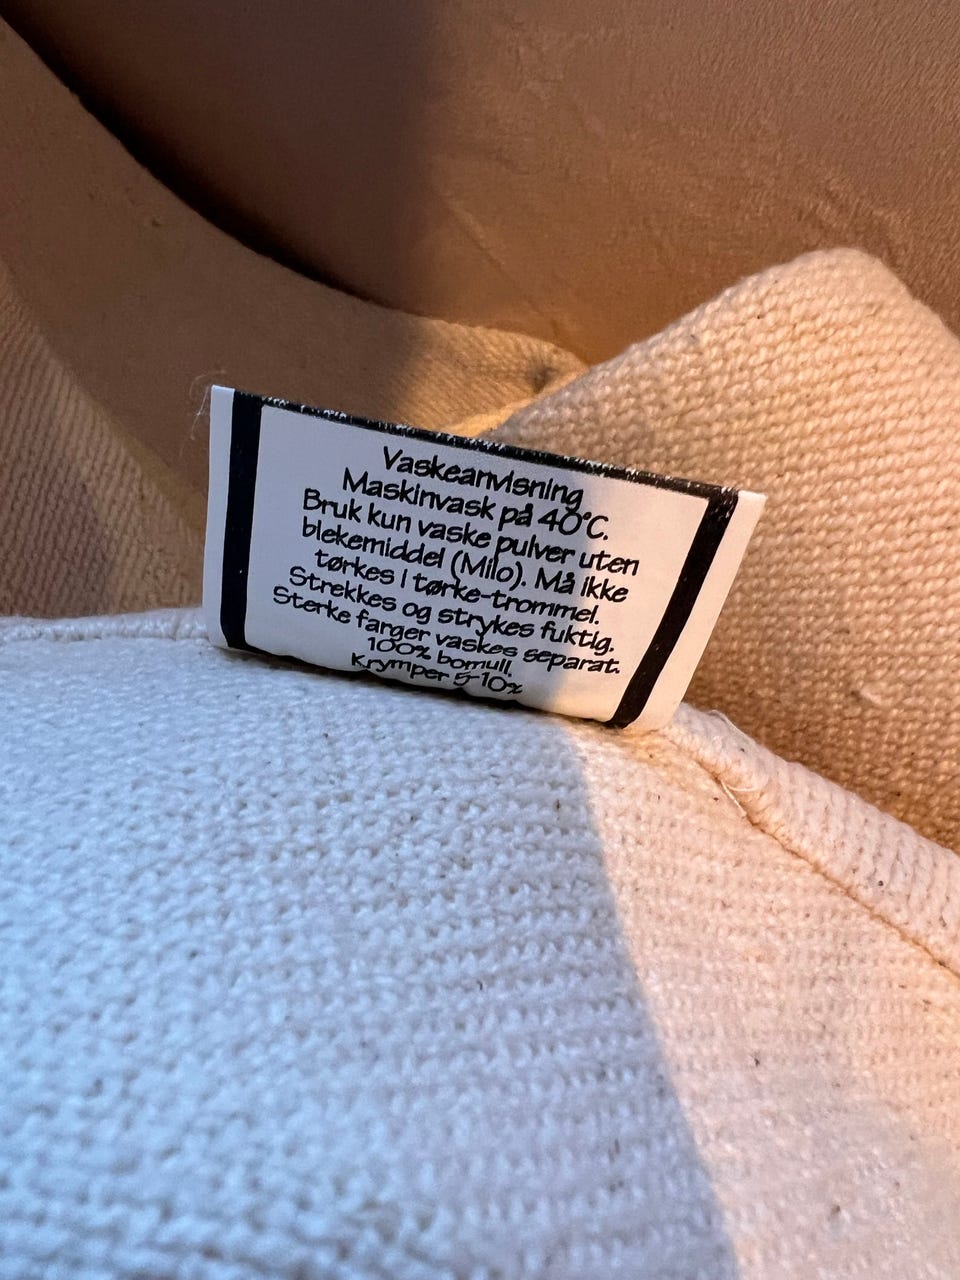 Vaskeanvisning
Maskinvask på 40°C.
Bruk kun vaske pulver uten
blekemiddel (Milo). Må ikke
tørkes i tørke-trommel.
Strekkes og strykes fuktig.
Sterke farger vaskes separat.
100% bomull.
Krymper 5-10%